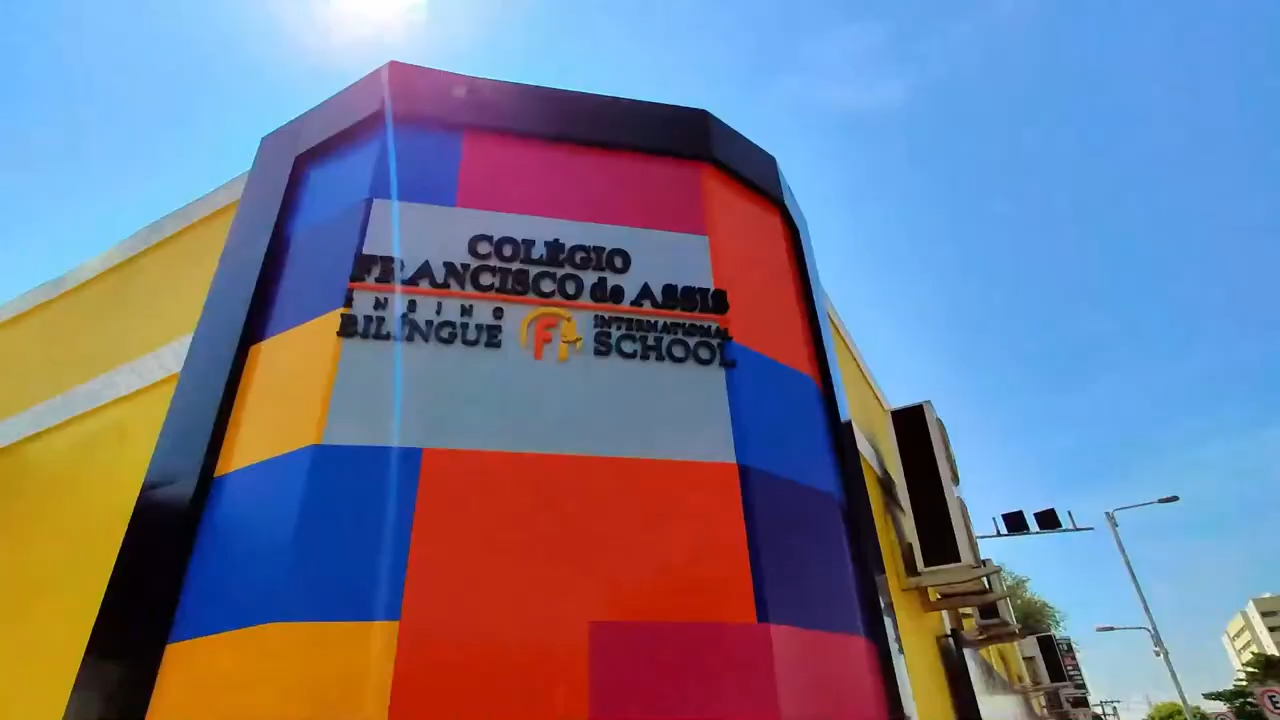 COLÉGIO
FRANCISCO de ASSIS
ENSINO
BILÍNGUE
INTERNATIONAL
SCHOOL